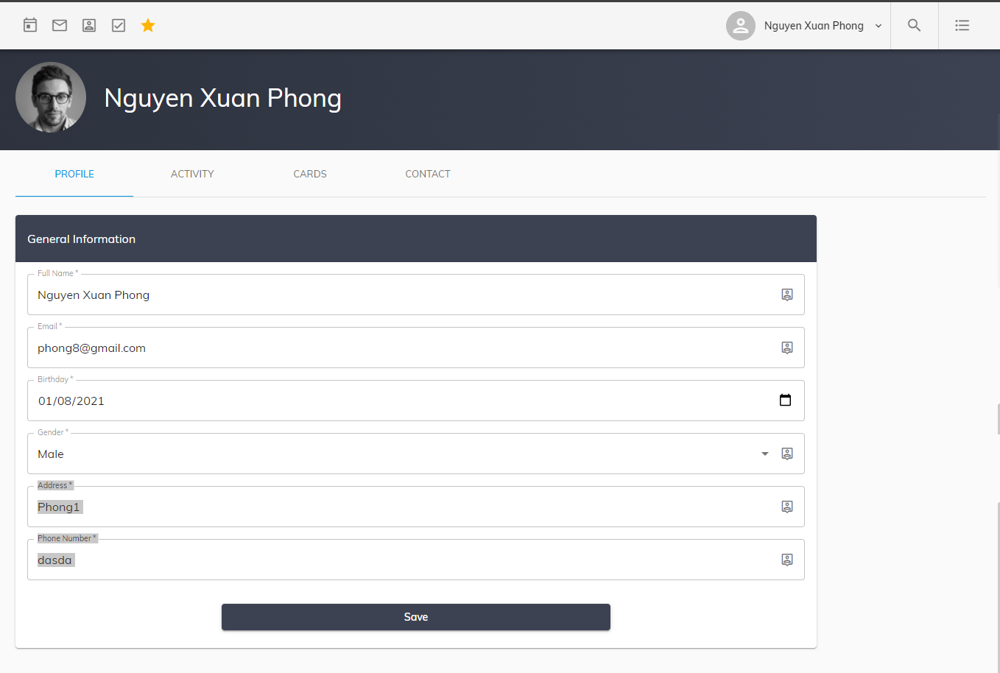 Nguyen Xuan Phong
Nguyen Xuan Phong
PROFILE ACTIVITY CARDS CONTACT
General Information
Full Name *
Nguyen Xuan Phong
Email *
phong8@gmail.com
Birthday *
01/08/2021
Gender *
Male
Address *
Phong1
Phone Number *
dasda
Save